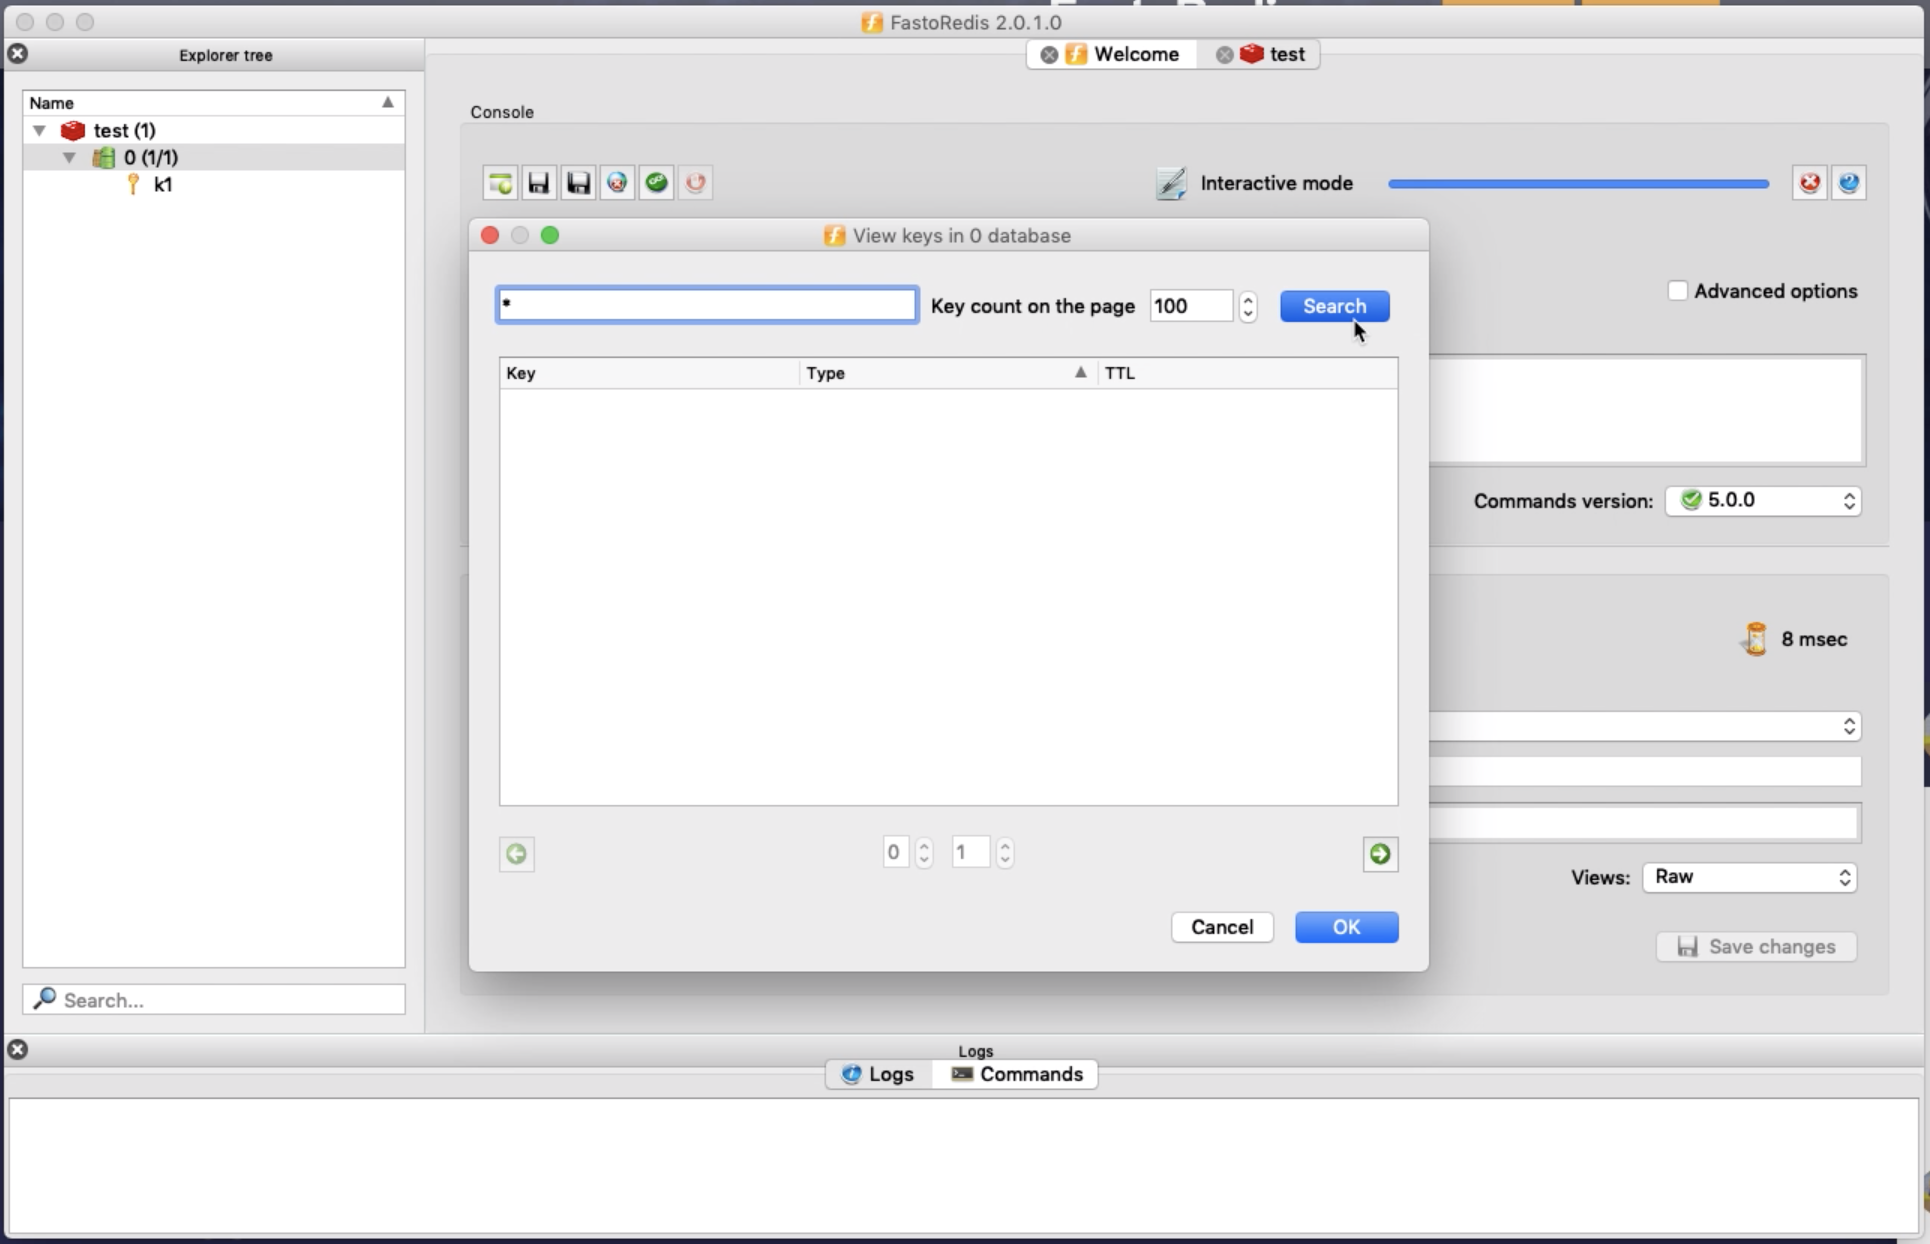 FastoRedis 2.0.1.0
Explorer tree
Welcome
test
Name
test (1)
0 (1/1)
k1
Console
Interactive mode
View keys in 0 database
*
Key count on the page
100
Search
Advanced options
Key
Type
TTL
Commands version:
5.0.0
8 msec
0
1
Views:
Raw
Cancel
OK
Save changes
Search...
Logs
Logs
Commands